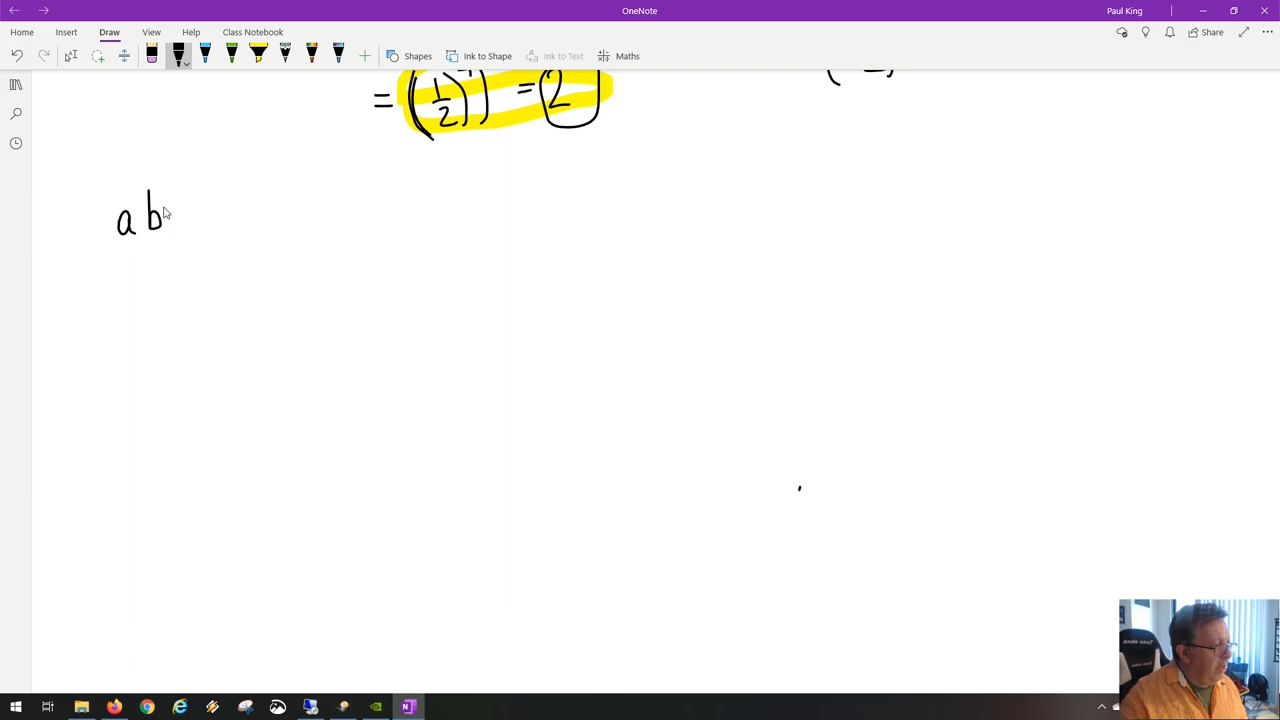 OneNote
Paul King
Home Insert Draw View Help Class Notebook
Share
Shapes Ink to Shape Ink to Text Maths
= ((1/2)) = 2
a b